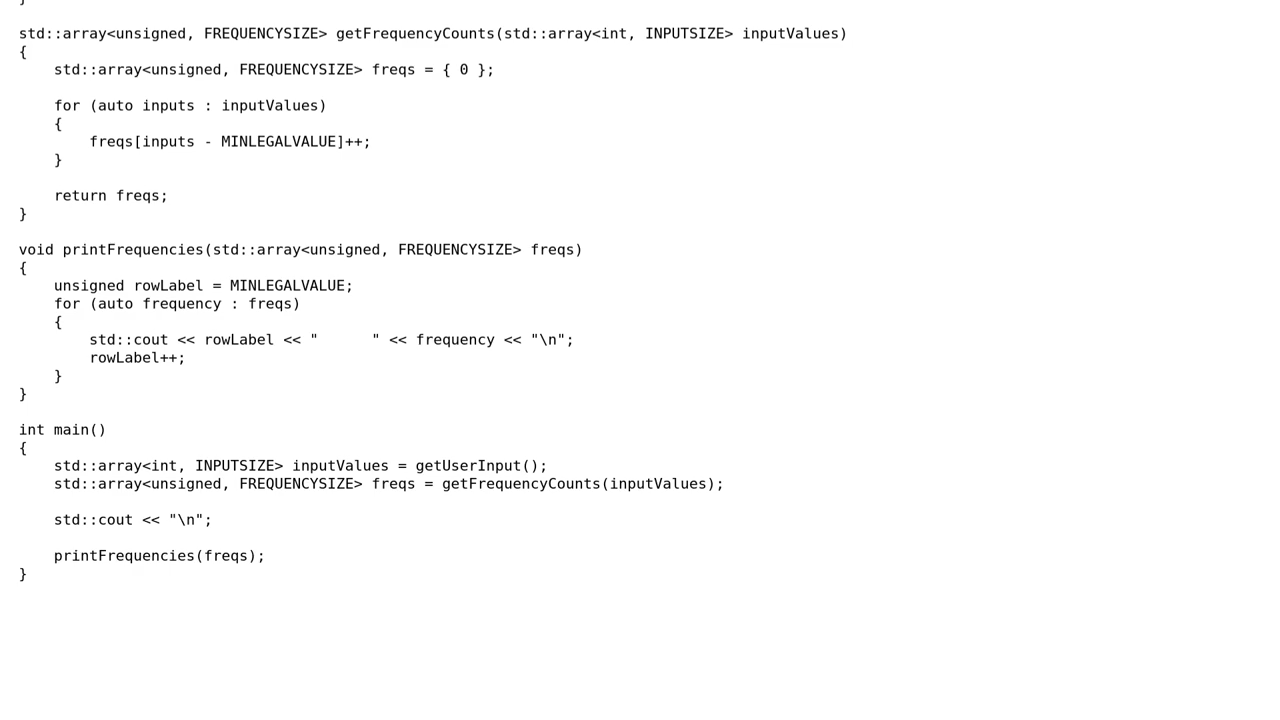 }
std::array<unsigned, FREQUENCYSIZE> getFrequencyCounts(std::array<int, INPUTSIZE> inputValues)
{
    std::array<unsigned, FREQUENCYSIZE> freqs = { 0 };

    for (auto inputs : inputValues)
    {
        freqs[inputs - MINLEGALVALUE]++;
    }

    return freqs;
}

void printFrequencies(std::array<unsigned, FREQUENCYSIZE> freqs)
{
    unsigned rowLabel = MINLEGALVALUE;
    for (auto frequency : freqs)
    {
        std::cout << rowLabel << "      " << frequency << "\n";
        rowLabel++;
    }
}

int main()
{
    std::array<int, INPUTSIZE> inputValues = getUserInput();
    std::array<unsigned, FREQUENCYSIZE> freqs = getFrequencyCounts(inputValues);

    std::cout << "\n";

    printFrequencies(freqs);
}